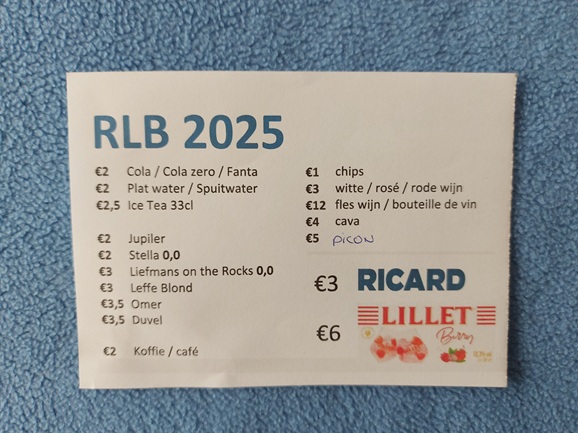 RLB 2025
€2 Cola / Cola zero / Fanta
€2 Plat water / Spuitwater
€2,5 Ice Tea 33cl
€2 Jupiler
€2 Stella 0,0
€3 Liefmans on the Rocks 0,0
€3 Leffe Blond
€3,5 Omer
€3,5 Duvel
€2 Koffie / café
€1 chips
€3 witte / rosé / rode wijn
€12 fles wijn / bouteille de vin
€4 cava
€5 PICON
€3 RICARD
€6 LILLET
Berry